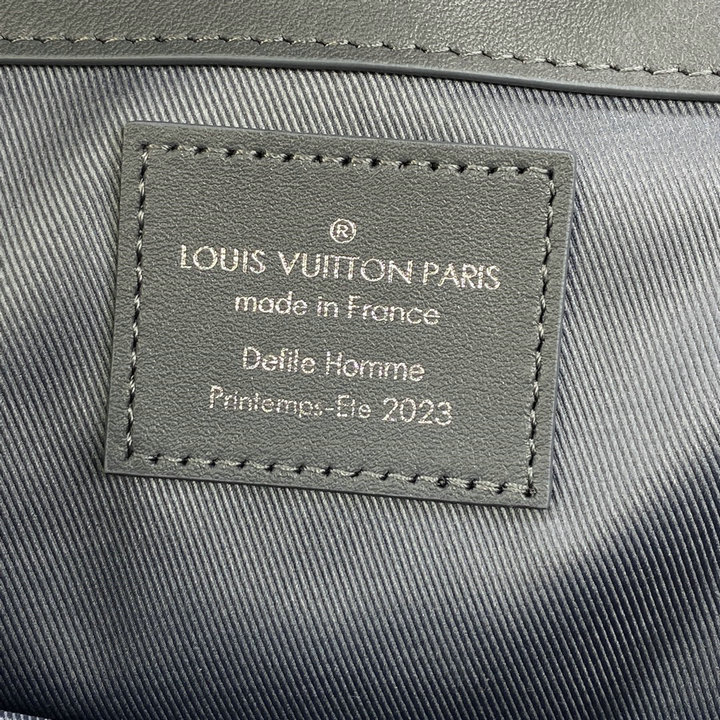 ®
LOUIS VUITTON PARIS
made in France
Defile Homme
Printemps-Ete 2023